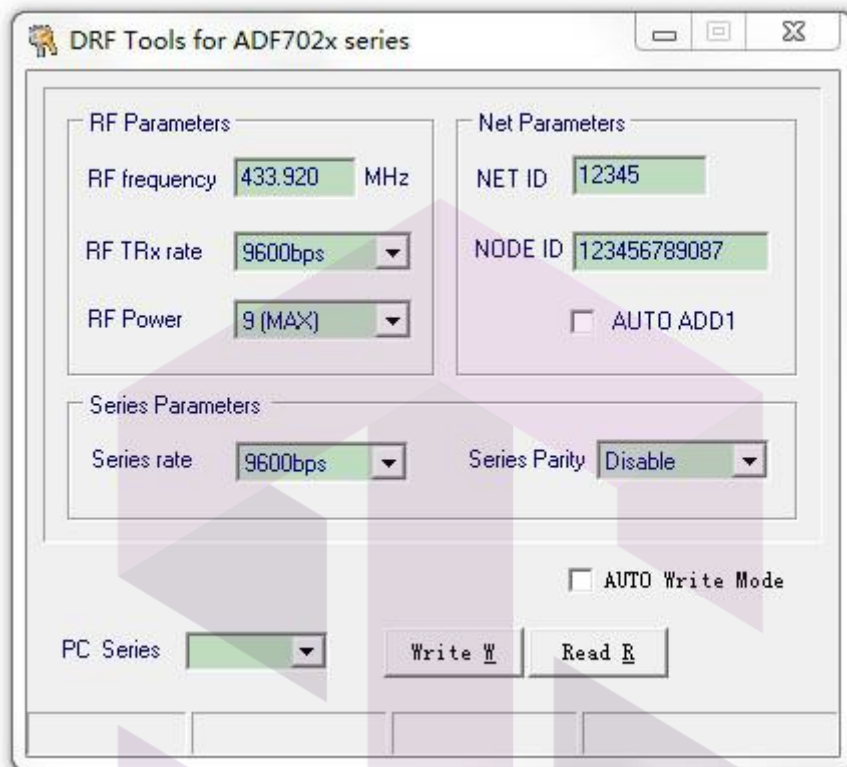 DRF Tools for ADF702x series
RF Parameters
RF frequency 433.920 MHz
RF TRx rate 9600bps
RF Power 9 (MAX)
Net Parameters
NET ID 12345
NODE ID 123456789087
AUTO ADD1
Series Parameters
Series rate 9600bps Series Parity Disable
AUTO Write Mode
PC Series Write W Read R